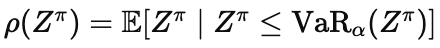 ρ(Z^π) = 𝔼[Z^π | Z^π ≤ VaR_α(Z^π)]